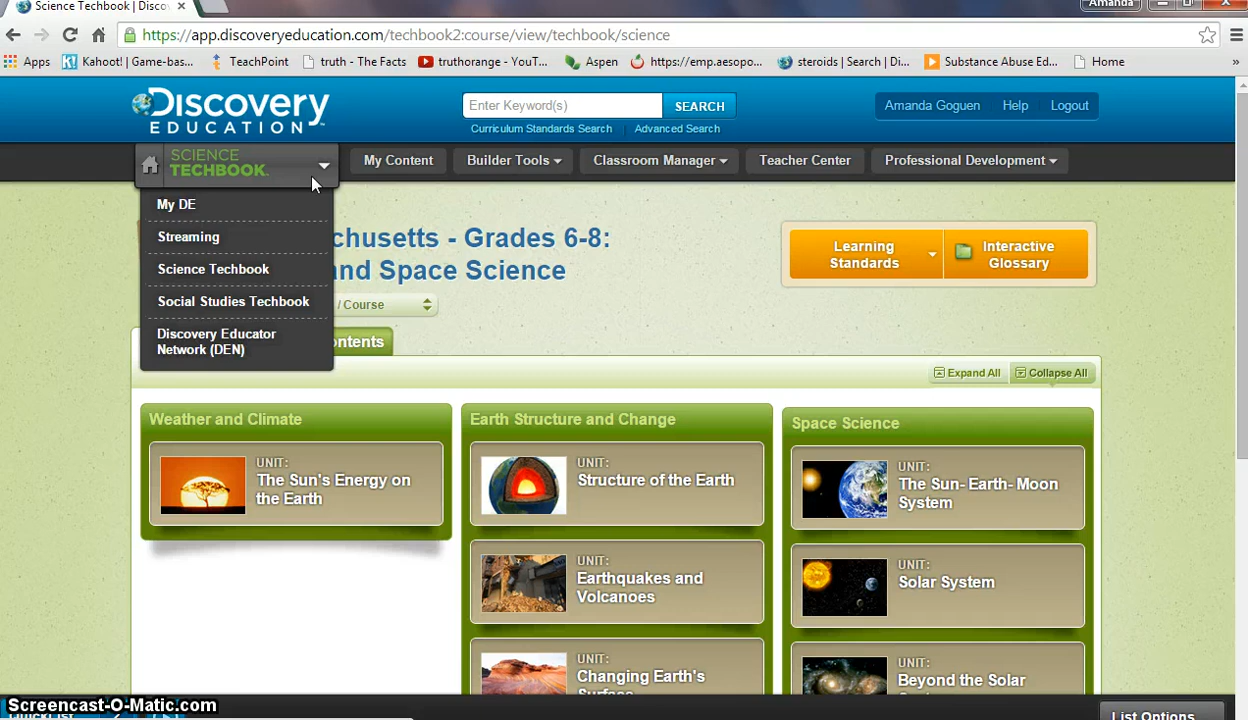 Science Techbook | Disco
Amanda
https://app.discoveryeducation.com/techbook2:course/view/techbook/science
Apps
Kahoot! | Game-bas...
TeachPoint
truth - The Facts
truthorange - YouT...
Aspen
https://emp.aesopo...
steroids | Search | Di...
Substance Abuse Ed...
Home
»
Discovery
EDUCATION
Enter Keyword(s)
SEARCH
Curriculum Standards Search
Advanced Search
Amanda Goguen
Help
Logout
SCIENCE
TECHBOOK.
My Content
Builder Tools
Classroom Manager
Teacher Center
Professional Development
My DE
Streaming
Science Techbook
Social Studies Techbook
Discovery Educator
Network (DEN)
chusetts - Grades 6-8:
and Space Science
/ Course
Learning
Standards
Interactive
Glossary
ontents
Expand All
Collapse All
Weather and Climate
UNIT:
The Sun's Energy on
the Earth
Earth Structure and Change
UNIT:
Structure of the Earth
UNIT:
Earthquakes and
Volcanoes
UNIT:
Changing Earth's
Surface
Space Science
UNIT:
The Sun- Earth- Moon
System
UNIT:
Solar System
UNIT:
Beyond the Solar
Screencast-O-Matic.com
QuickList
List Options